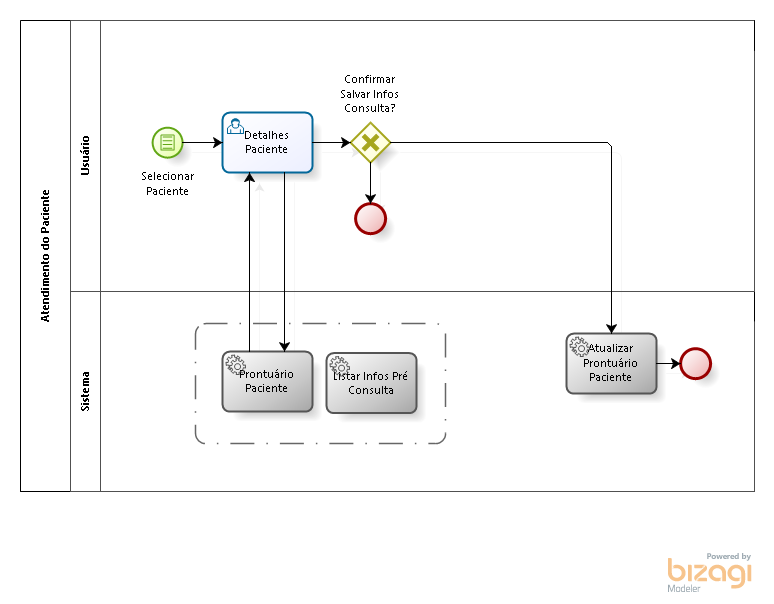 Atendimento do Paciente
Usuário
Selecionar
Paciente
Detalhes
Paciente
Confirmar
Salvar Infos
Consulta?
Sistema
Prontuário
Paciente
Listar Infos Pré
Consulta
Atualizar
Prontuário
Paciente
Powered by
bizagi
Modeler